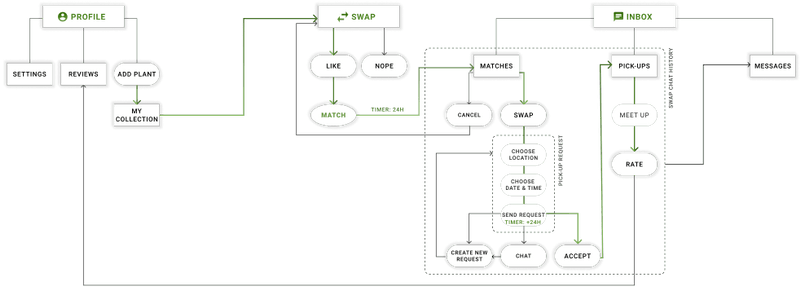 PROFILE
SWAP
INBOX
SETTINGS
REVIEWS
ADD PLANT
LIKE
NOPE
MATCHES
PICK-UPS
MESSAGES
MY
COLLECTION
MATCH
TIMER: 24H
CANCEL
SWAP
MEET UP
SWAP CHAT HISTORY
CHOOSE
LOCATION
PICK-UP REQUEST
RATE
CHOOSE
DATE & TIME
SEND REQUEST
TIMER: +24H
CREATE NEW
REQUEST
CHAT
ACCEPT